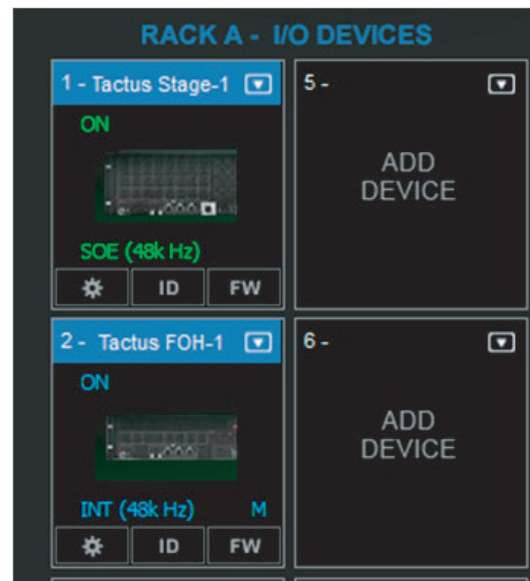 RACK A - I/O DEVICES
1 - Tactus Stage-1
ON
SOE (48k Hz)
ID
FW
5 -
ADD
DEVICE
2 - Tactus FOH-1
ON
INT (48k Hz) M
ID
FW
6 -
ADD
DEVICE